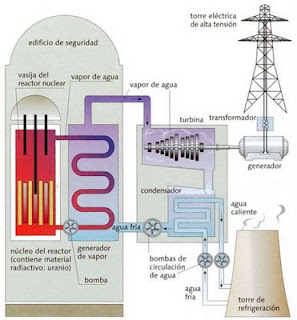 torre eléctrica
de alta tensión
edificio de seguridad
vasija del
reactor nuclear
vapor de agua
vapor de agua
turbina
transformador
generador
condensador
agua
caliente
agua fría
núcleo del reactor
(contiene material
radiactivo: uranio)
generador
de vapor
bomba
bombas de
circulación
de agua
agua
fría
torre de
refrigeración